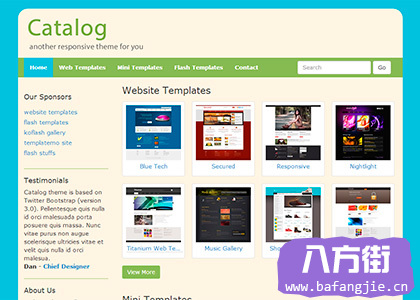 Catalog
another responsive theme for you
Home Web Templates Mini Templates Flash Templates Contact Search Go
Our Sponsors
website templates
flash templates
koflash gallery
templatemo site
flash stuffs
Testimonials
Catalog theme is based on
Twitter Bootstrap (version
3.0). Pellentesque quis nulla
id orci malesuada porta
posuere quis massa. Nunc
vitae purus non augue
scelerisque ultricies vitae et
velit quis nulla id orci
malesua.
Dan - Chief Designer
About Us
Website Templates
Blue Tech Secured Responsive Nightlight
Titanum Web Te... Music Gallery
View More
Mini Templates
八方街
www.bafangjie.cn